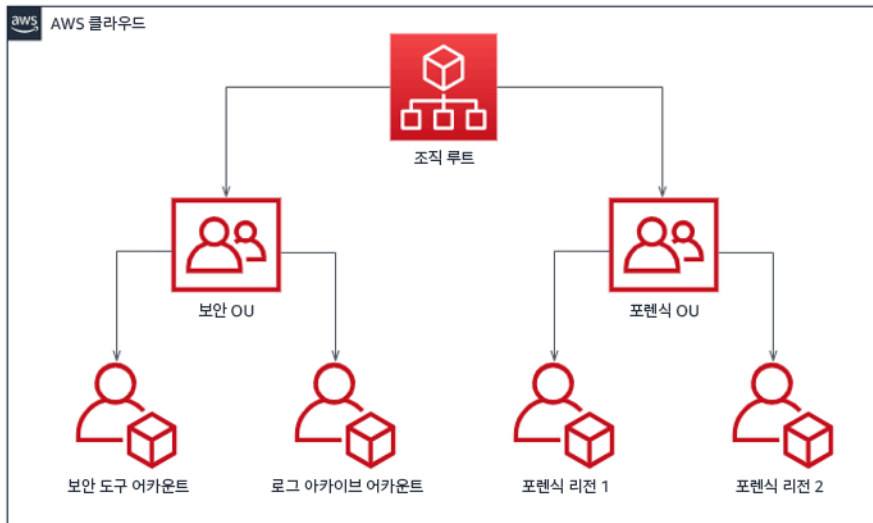 aws
AWS 클라우드
조직 루트
보안 OU
포렌식 OU
보안 도구 어카운트
로그 아카이브 어카운트
포렌식 리전 1
포렌식 리전 2